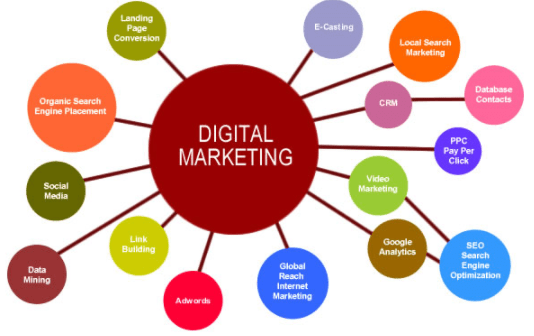 Landing
Page
Conversion
E-Casting
Local Search
Marketing
Organic Search
Engine Placement
CRM
Database
Contacts
DIGITAL
MARKETING
PPC
Pay Per
Click
Social
Media
Video
Marketing
Link
Building
Google
Analytics
SEO
Search
Engine
Optimization
Data
Mining
Adwords
Global
Reach
Internet
Marketing